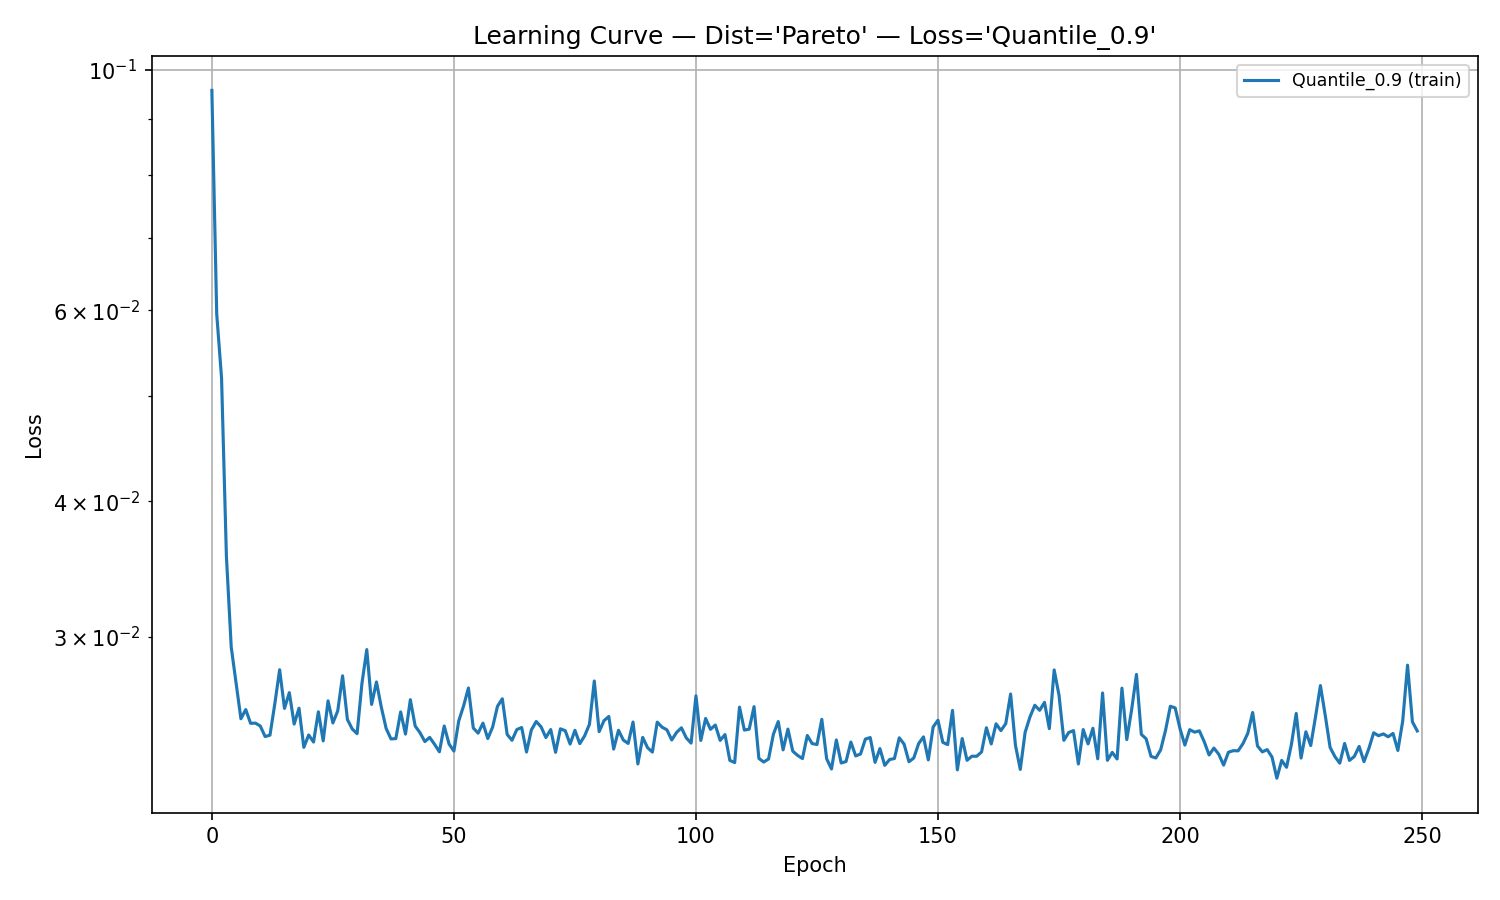 Learning Curve — Dist='Pareto' — Loss='Quantile_0.9'
Quantile_0.9 (train)
10⁻¹
6 × 10⁻²
4 × 10⁻²
3 × 10⁻²
Loss
0 50 100 150 200 250
Epoch